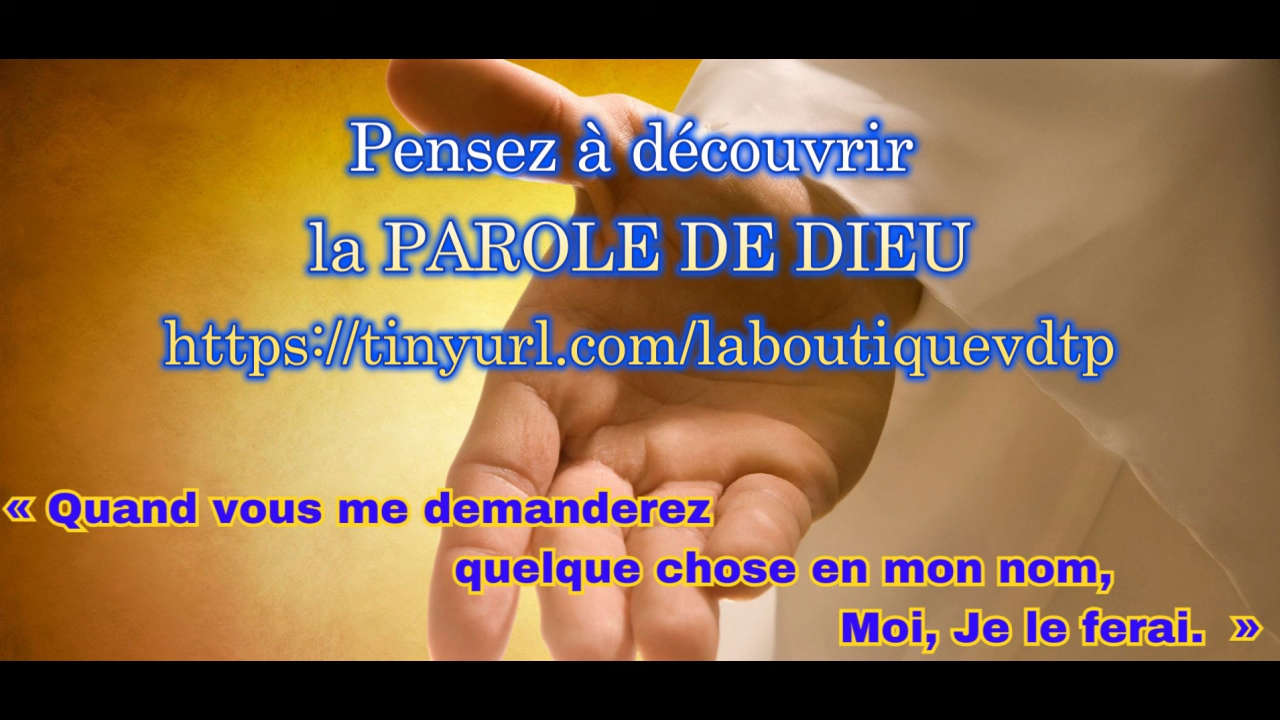 Pensez à découvrir
la PAROLE DE DIEU
https://tinyurl.com/laboutiquevdtp
« Quand vous me demanderez
quelque chose en mon nom,
Moi, Je le ferai. »